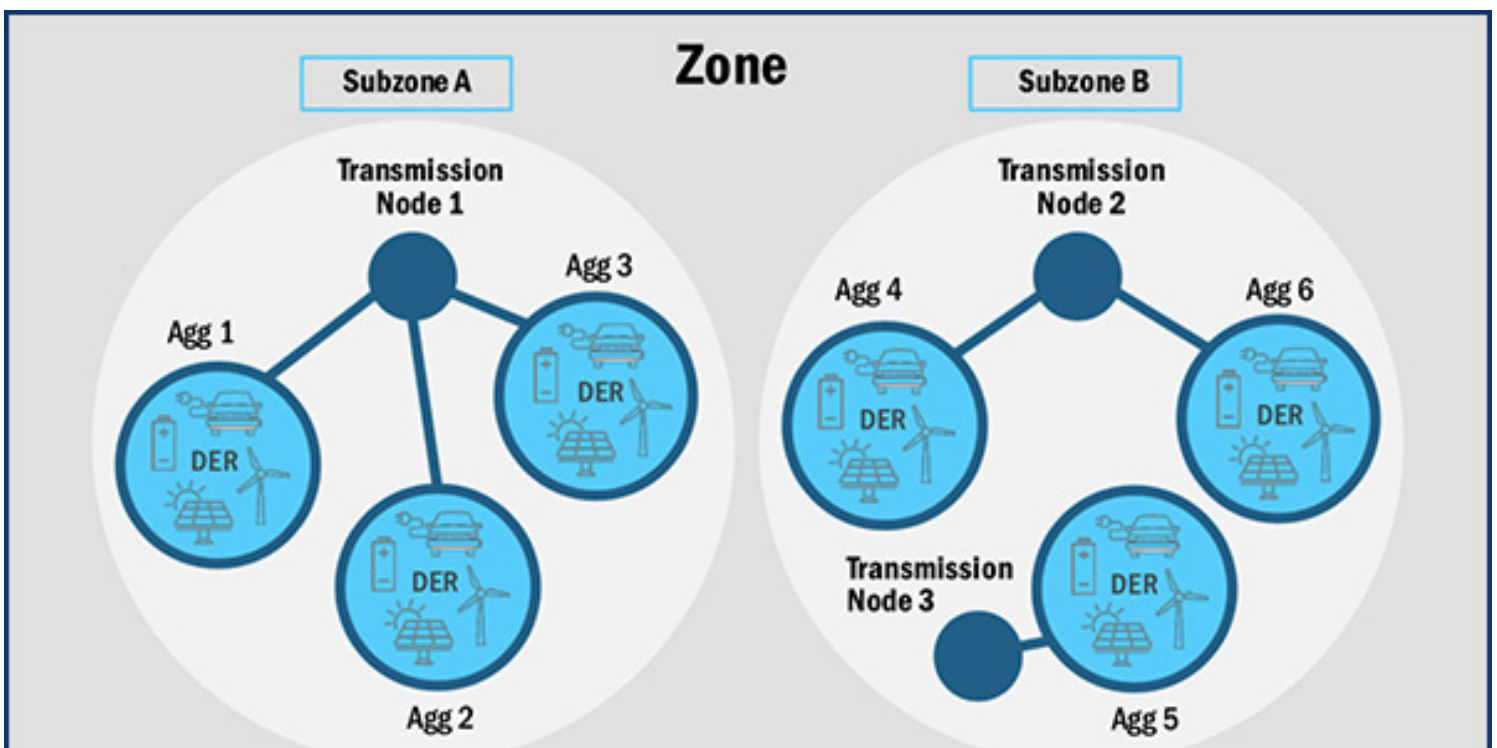 Zone
Subzone A
Subzone B
Transmission
Node 1
Agg 1
Agg 3
DER
DER
DER
Agg 2
Transmission
Node 2
Agg 4
Agg 6
DER
DER
Transmission
Node 3
DER
Agg 5